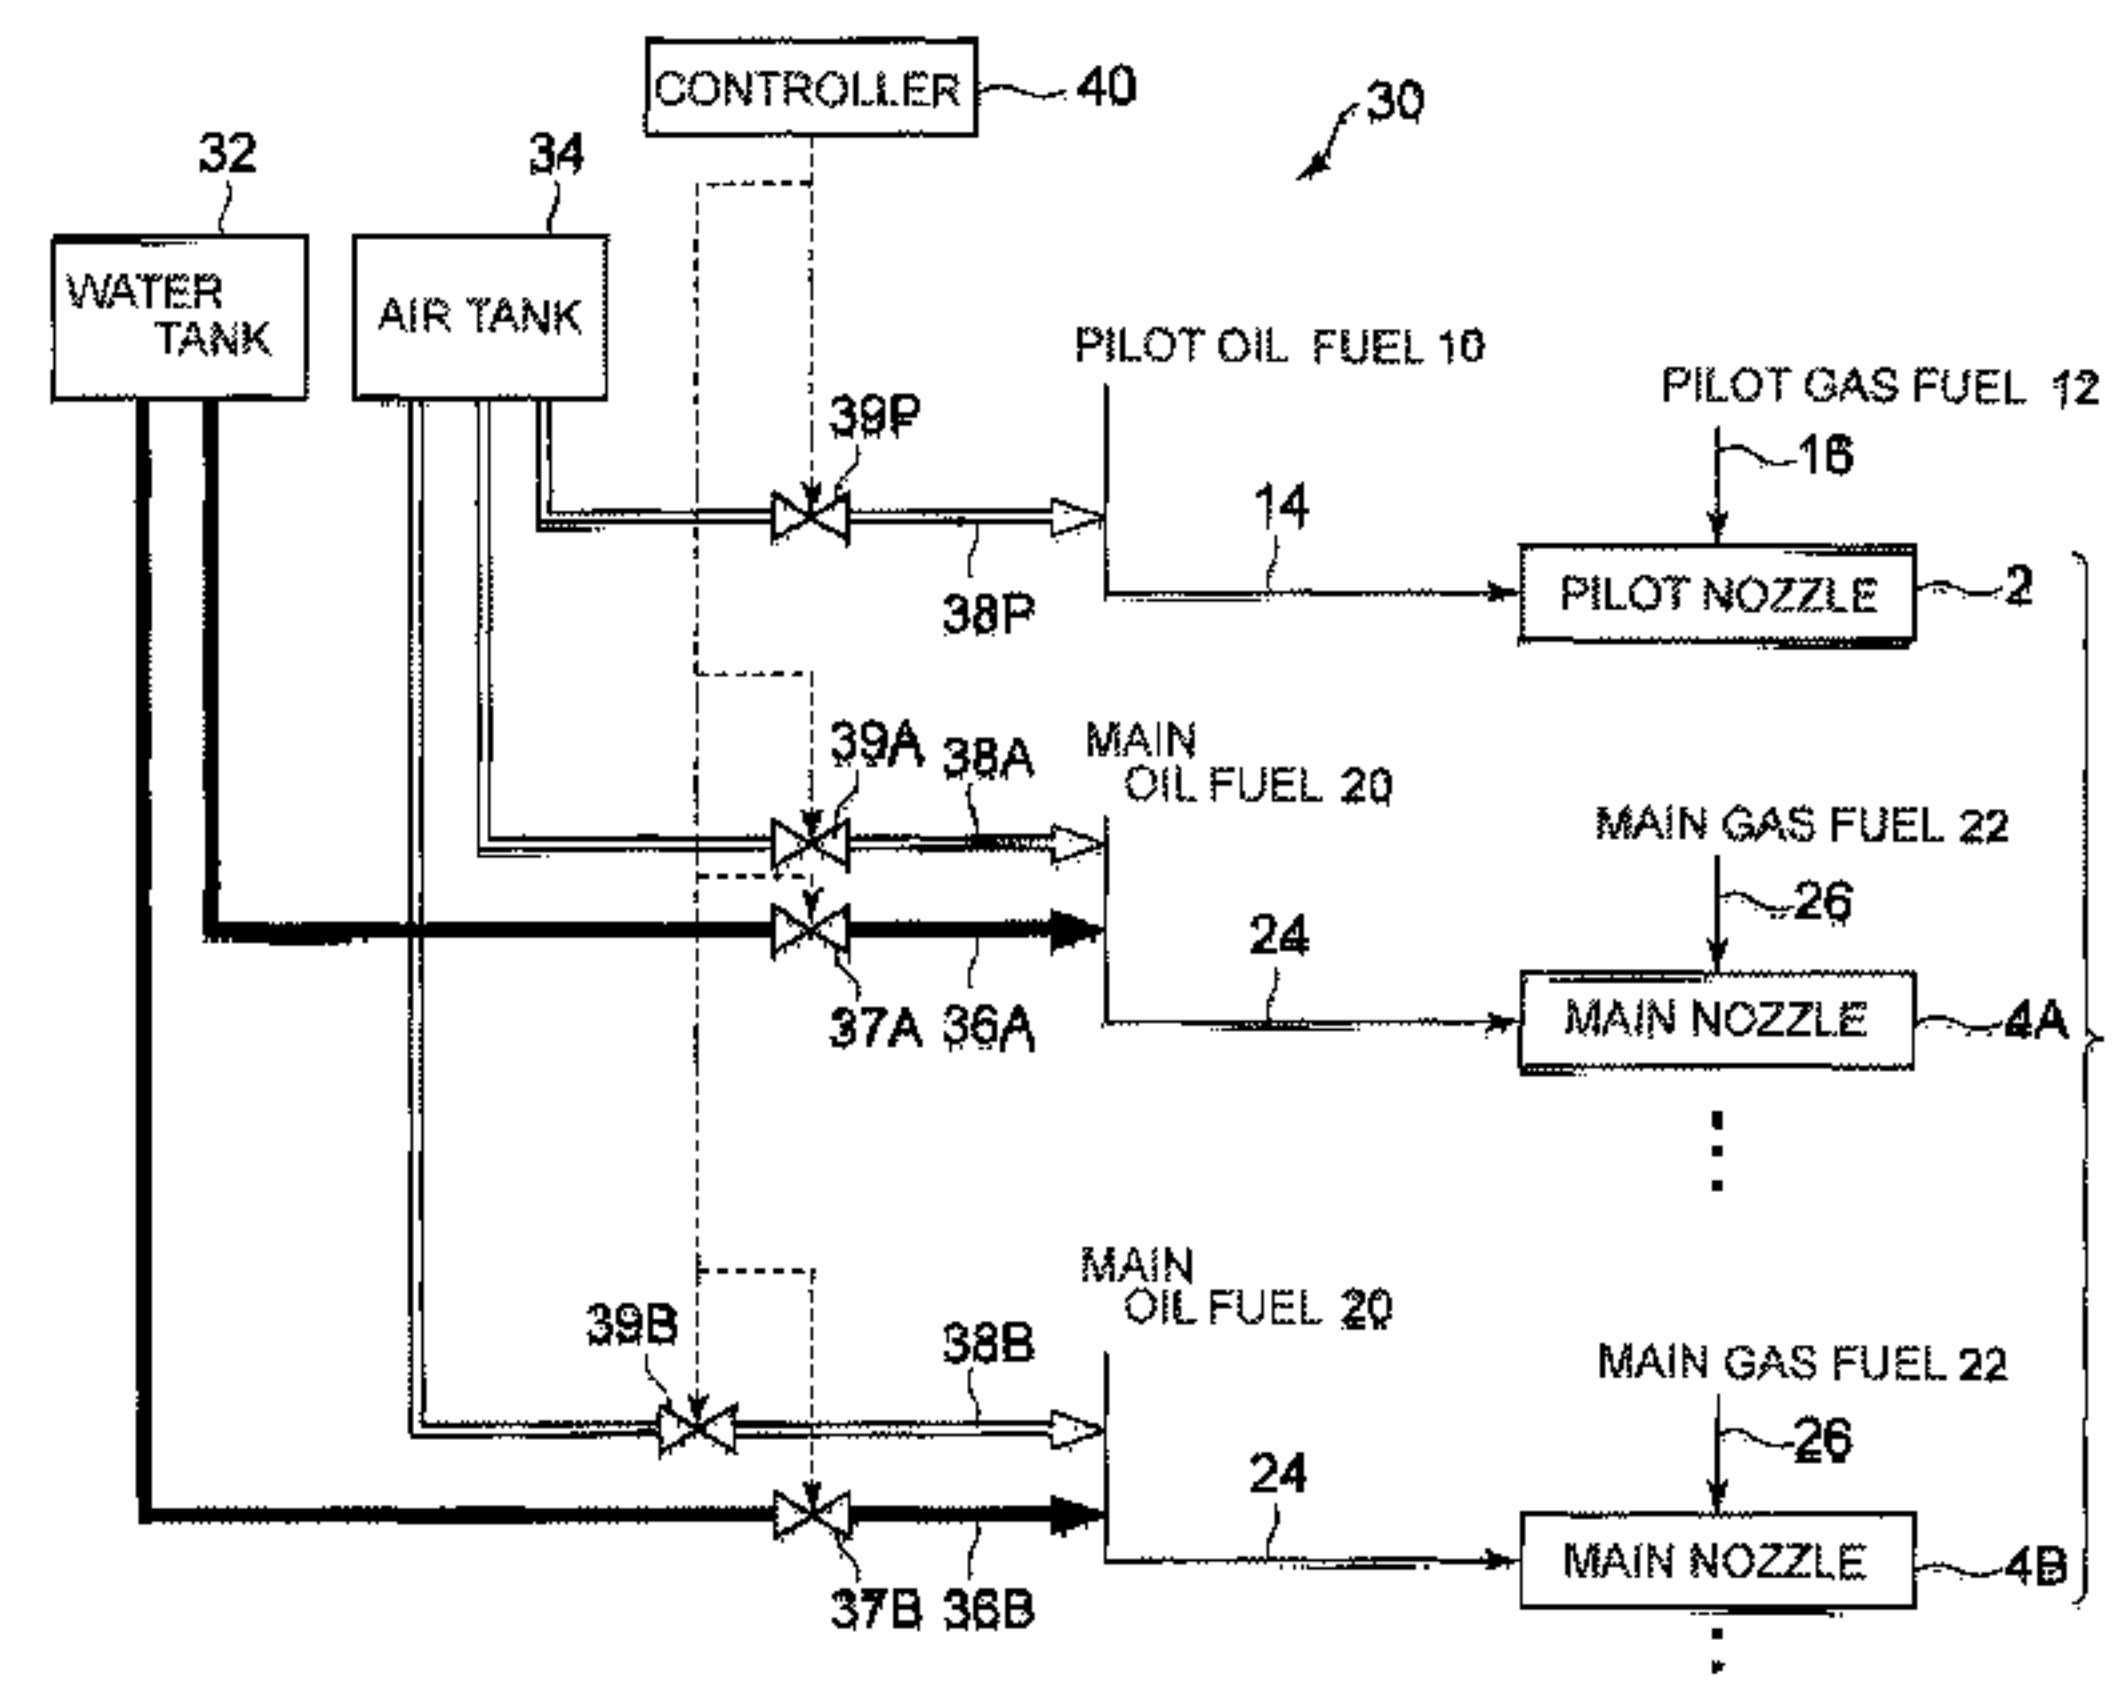 CONTROLLER
40
30
32
34
WATER
TANK
AIR TANK
PILOT OIL FUEL 10
PILOT GAS FUEL 12
39P
16
14
38P
PILOT NOZZLE
2
39A
38A
MAIN
OIL FUEL 20
MAIN GAS FUEL 22
26
24
37A
36A
MAIN NOZZLE
4A
MAIN
OIL FUEL 20
39B
38B
MAIN GAS FUEL 22
26
24
37B
36B
MAIN NOZZLE
4B